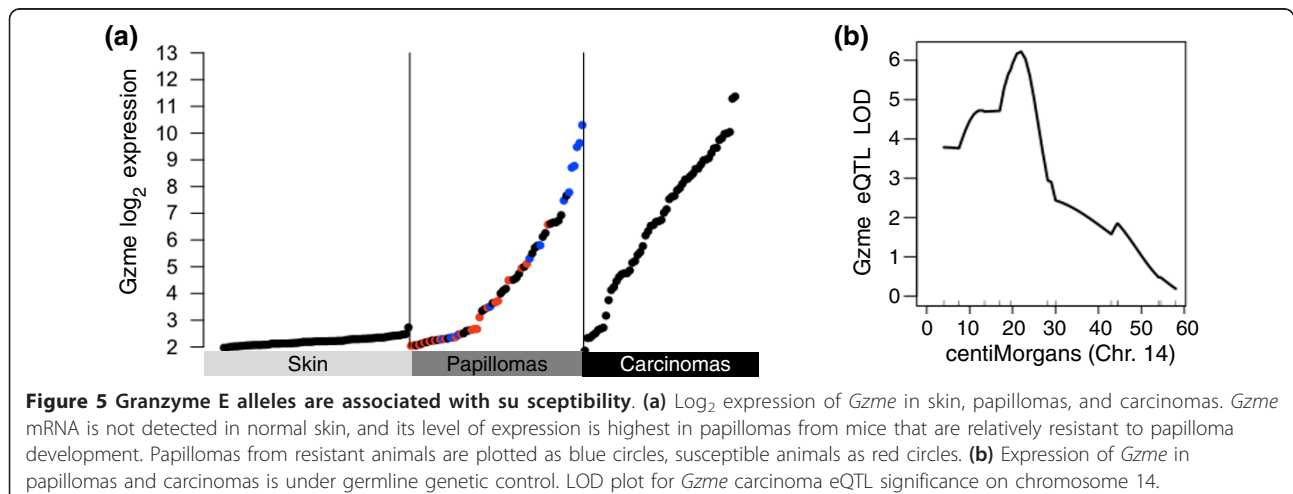 (a)
13
12
11
10
9
8
7
6
5
4
3
2
Gzme log2 expression
Skin Papillomas Carcinomas
(b)
6
5
4
3
2
1
0
Gzme eQTL LOD
0 10 20 30 40 50 60
centiMorgans (Chr. 14)
Figure 5 Granzyme E alleles are associated with su sceptibility. (a) Log2 expression of Gzme in skin, papillomas, and carcinomas. Gzme
mRNA is not detected in normal skin, and its level of expression is highest in papillomas from mice that are relatively resistant to papilloma
development. Papillomas from resistant animals are plotted as blue circles, susceptible animals as red circles. (b) Expression of Gzme in
papillomas and carcinomas is under germline genetic control. LOD plot for Gzme carcinoma eQTL significance on chromosome 14.